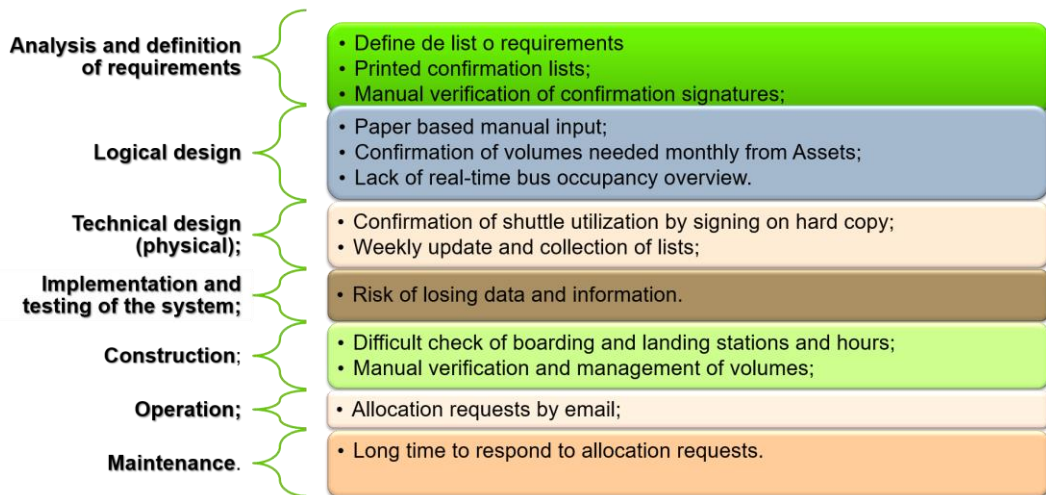 Analysis and definition
of requirements
• Define de list o requirements
• Printed confirmation lists;
• Manual verification of confirmation signatures;
Logical design
• Paper based manual input;
• Confirmation of volumes needed monthly from Assets;
• Lack of real-time bus occupancy overview.
Technical design
(physical);
• Confirmation of shuttle utilization by signing on hard copy;
• Weekly update and collection of lists;
Implementation and
testing of the system;
• Risk of losing data and information.
Construction;
• Difficult check of boarding and landing stations and hours;
• Manual verification and management of volumes;
Operation;
• Allocation requests by email;
Maintenance.
• Long time to respond to allocation requests.